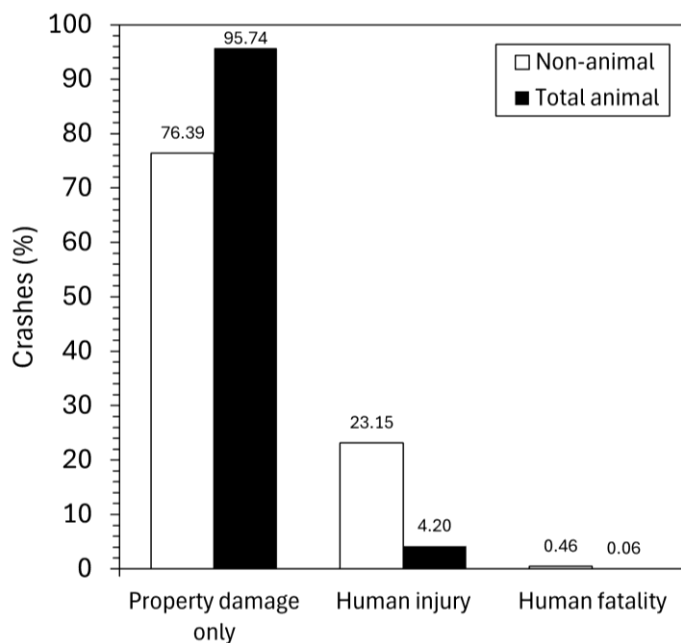 Crashes (%)
100
90
80
70
60
50
40
30
20
10
0
Non-animal
Total animal
76.39
95.74
23.15
4.20
0.46
0.06
Property damage
only
Human injury
Human fatality